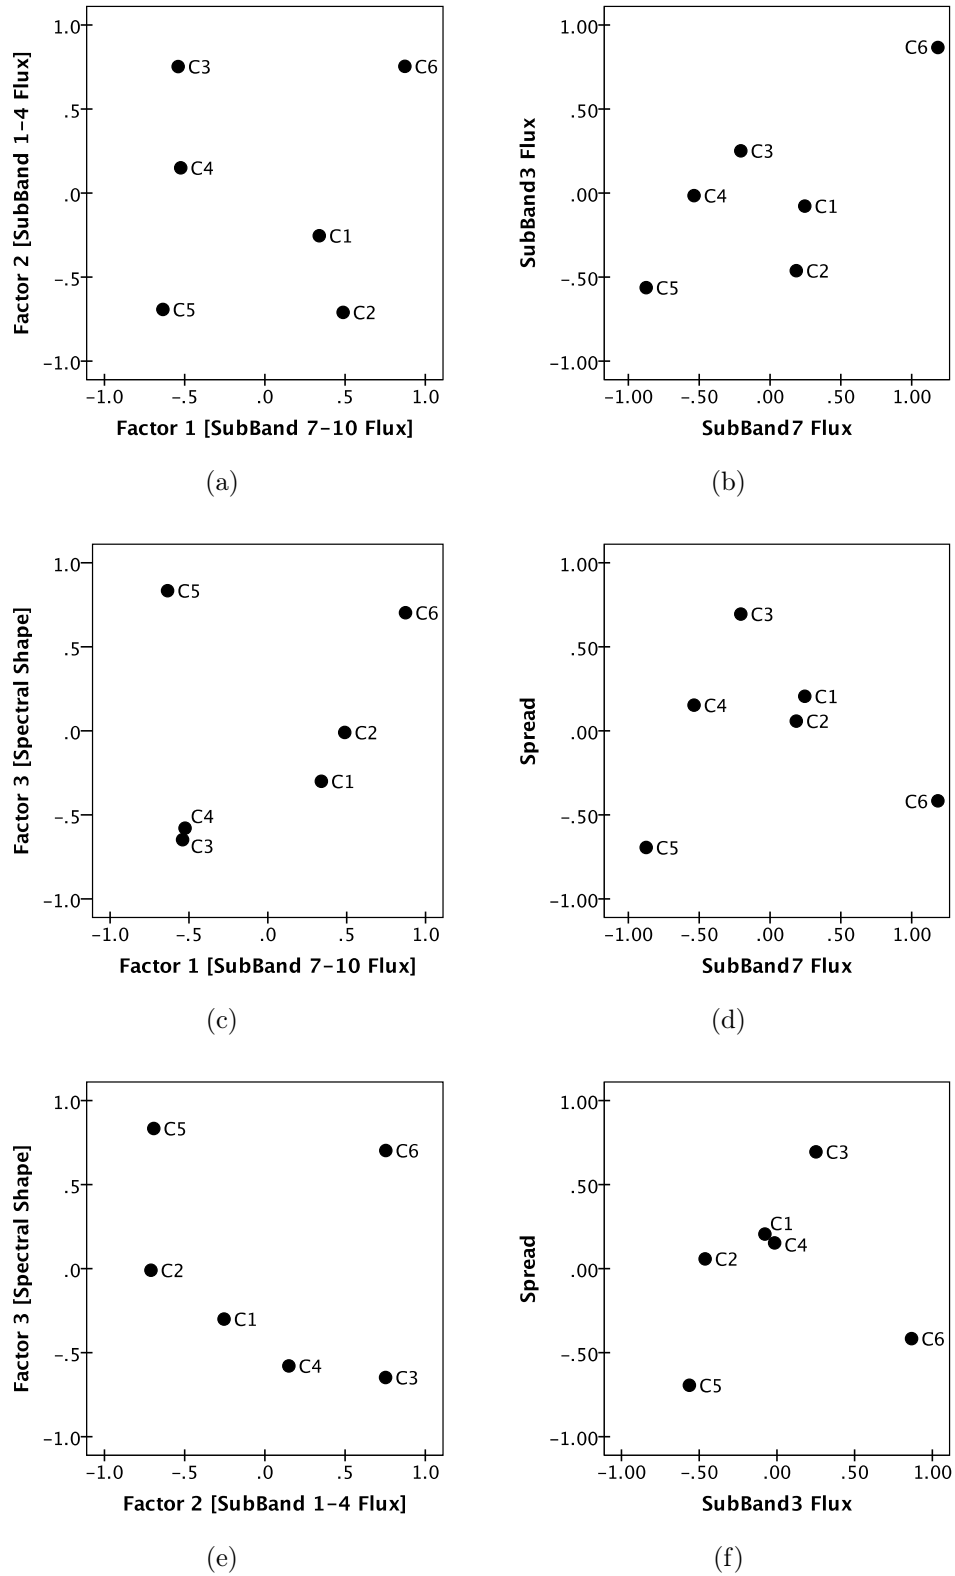 1.0
.5
.0
-.5
-1.0
Factor 2 [SubBand 1-4 Flux]
C3
C6
C4
C1
C5
C2
-1.0 -.5 .0 .5 1.0
Factor 1 [SubBand 7-10 Flux]
(a)
1.00
.50
.00
-.50
-1.00
SubBand3 Flux
C6
C3
C4
C1
C2
C5
-1.00 -.50 .00 .50 1.00
SubBand7 Flux
(b)
1.0
.5
.0
-.5
-1.0
Factor 3 [Spectral Shape]
C5
C6
C2
C1
C4
C3
-1.0 -.5 .0 .5 1.0
Factor 1 [SubBand 7-10 Flux]
(c)
1.00
.50
.00
-.50
-1.00
Spread
C3
C1
C4
C2
C6
C5
-1.00 -.50 .00 .50 1.00
SubBand7 Flux
(d)
1.0
.5
.0
-.5
-1.0
Factor 3 [Spectral Shape]
C5
C6
C2
C1
C4
C3
-1.0 -.5 .0 .5 1.0
Factor 2 [SubBand 1-4 Flux]
(e)
1.00
.50
.00
-.50
-1.00
Spread
C3
C1
C4
C2
C6
C5
-1.00 -.50 .00 .50 1.00
SubBand3 Flux
(f)